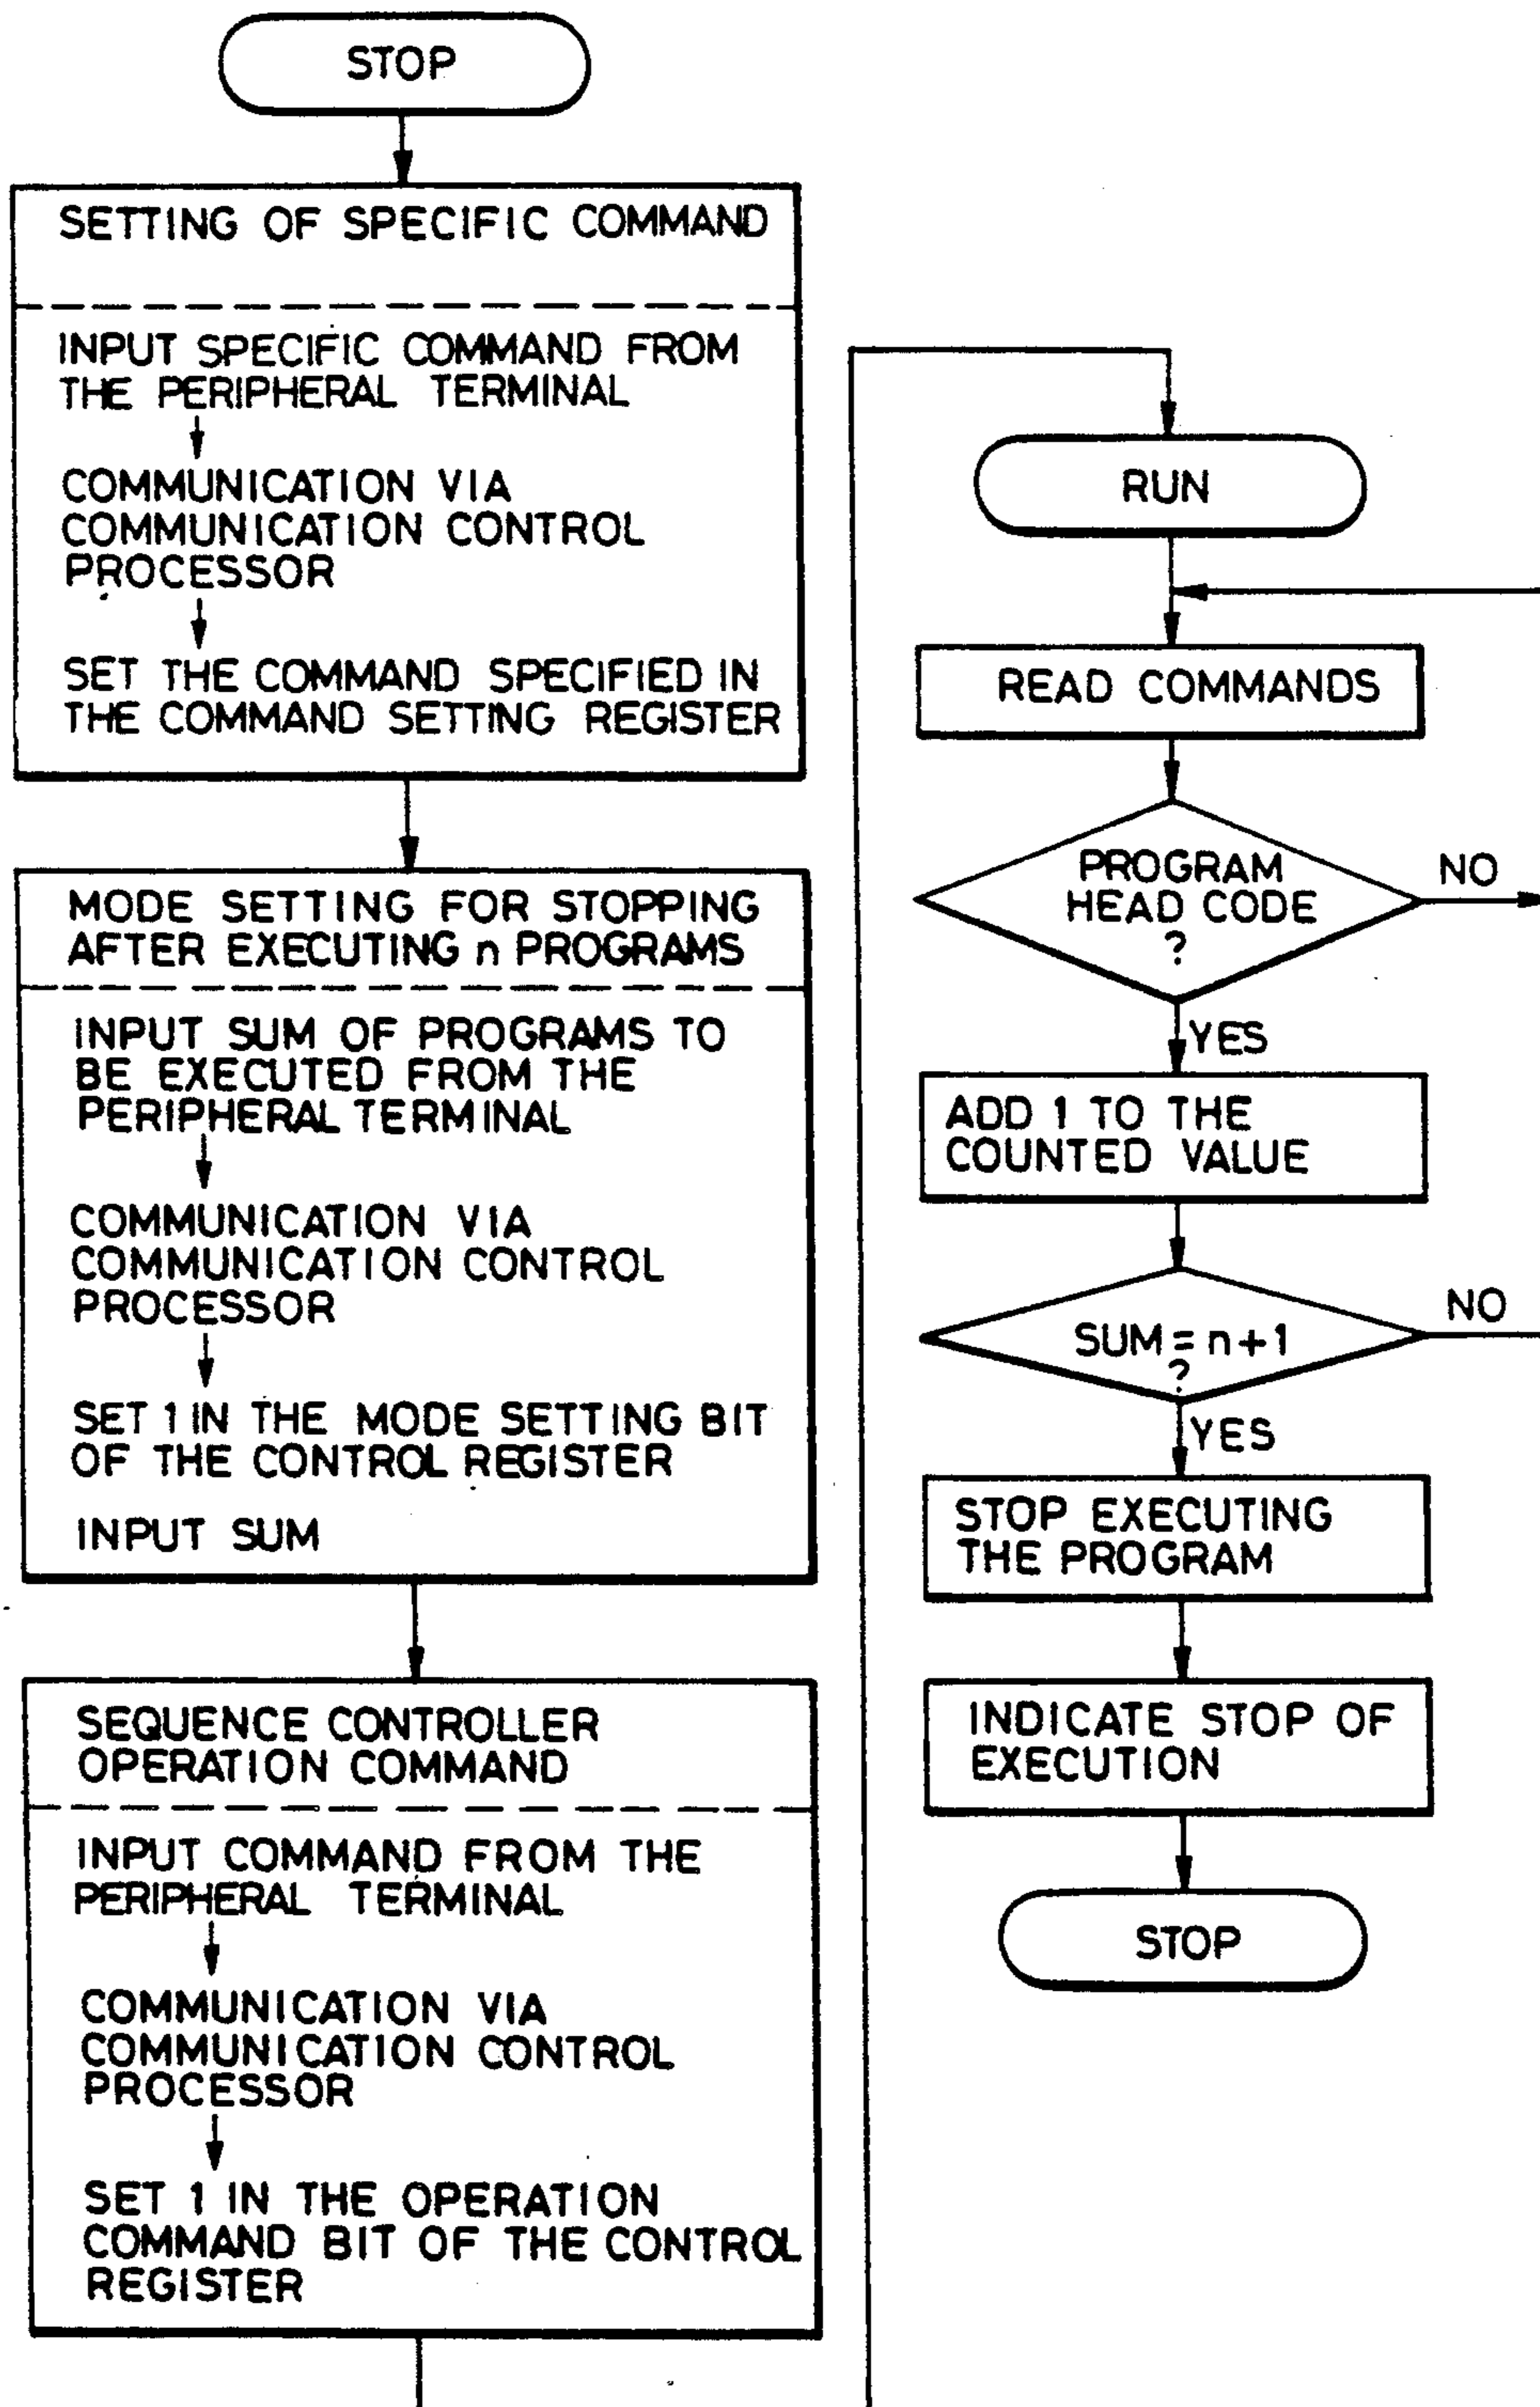 STOP
SETTING OF SPECIFIC COMMAND
INPUT SPECIFIC COMMAND FROM
THE PERIPHERAL TERMINAL
COMMUNICATION VIA
COMMUNICATION CONTROL
PROCESSOR
SET THE COMMAND SPECIFIED IN
THE COMMAND SETTING REGISTER
MODE SETTING FOR STOPPING
AFTER EXECUTING n PROGRAMS
INPUT SUM OF PROGRAMS TO
BE EXECUTED FROM THE
PERIPHERAL TERMINAL
COMMUNICATION VIA
COMMUNICATION CONTROL
PROCESSOR
SET 1 IN THE MODE SETTING BIT
OF THE CONTROL REGISTER
INPUT SUM
SEQUENCE CONTROLLER
OPERATION COMMAND
INPUT COMMAND FROM THE
PERIPHERAL TERMINAL
COMMUNICATION VIA
COMMUNICATION CONTROL
PROCESSOR
SET 1 IN THE OPERATION
COMMAND BIT OF THE CONTROL
REGISTER
RUN
READ COMMANDS
PROGRAM
HEAD CODE
?
NO
YES
ADD 1 TO THE
COUNTED VALUE
SUM = n+1
?
NO
YES
STOP EXECUTING
THE PROGRAM
INDICATE STOP OF
EXECUTION
STOP